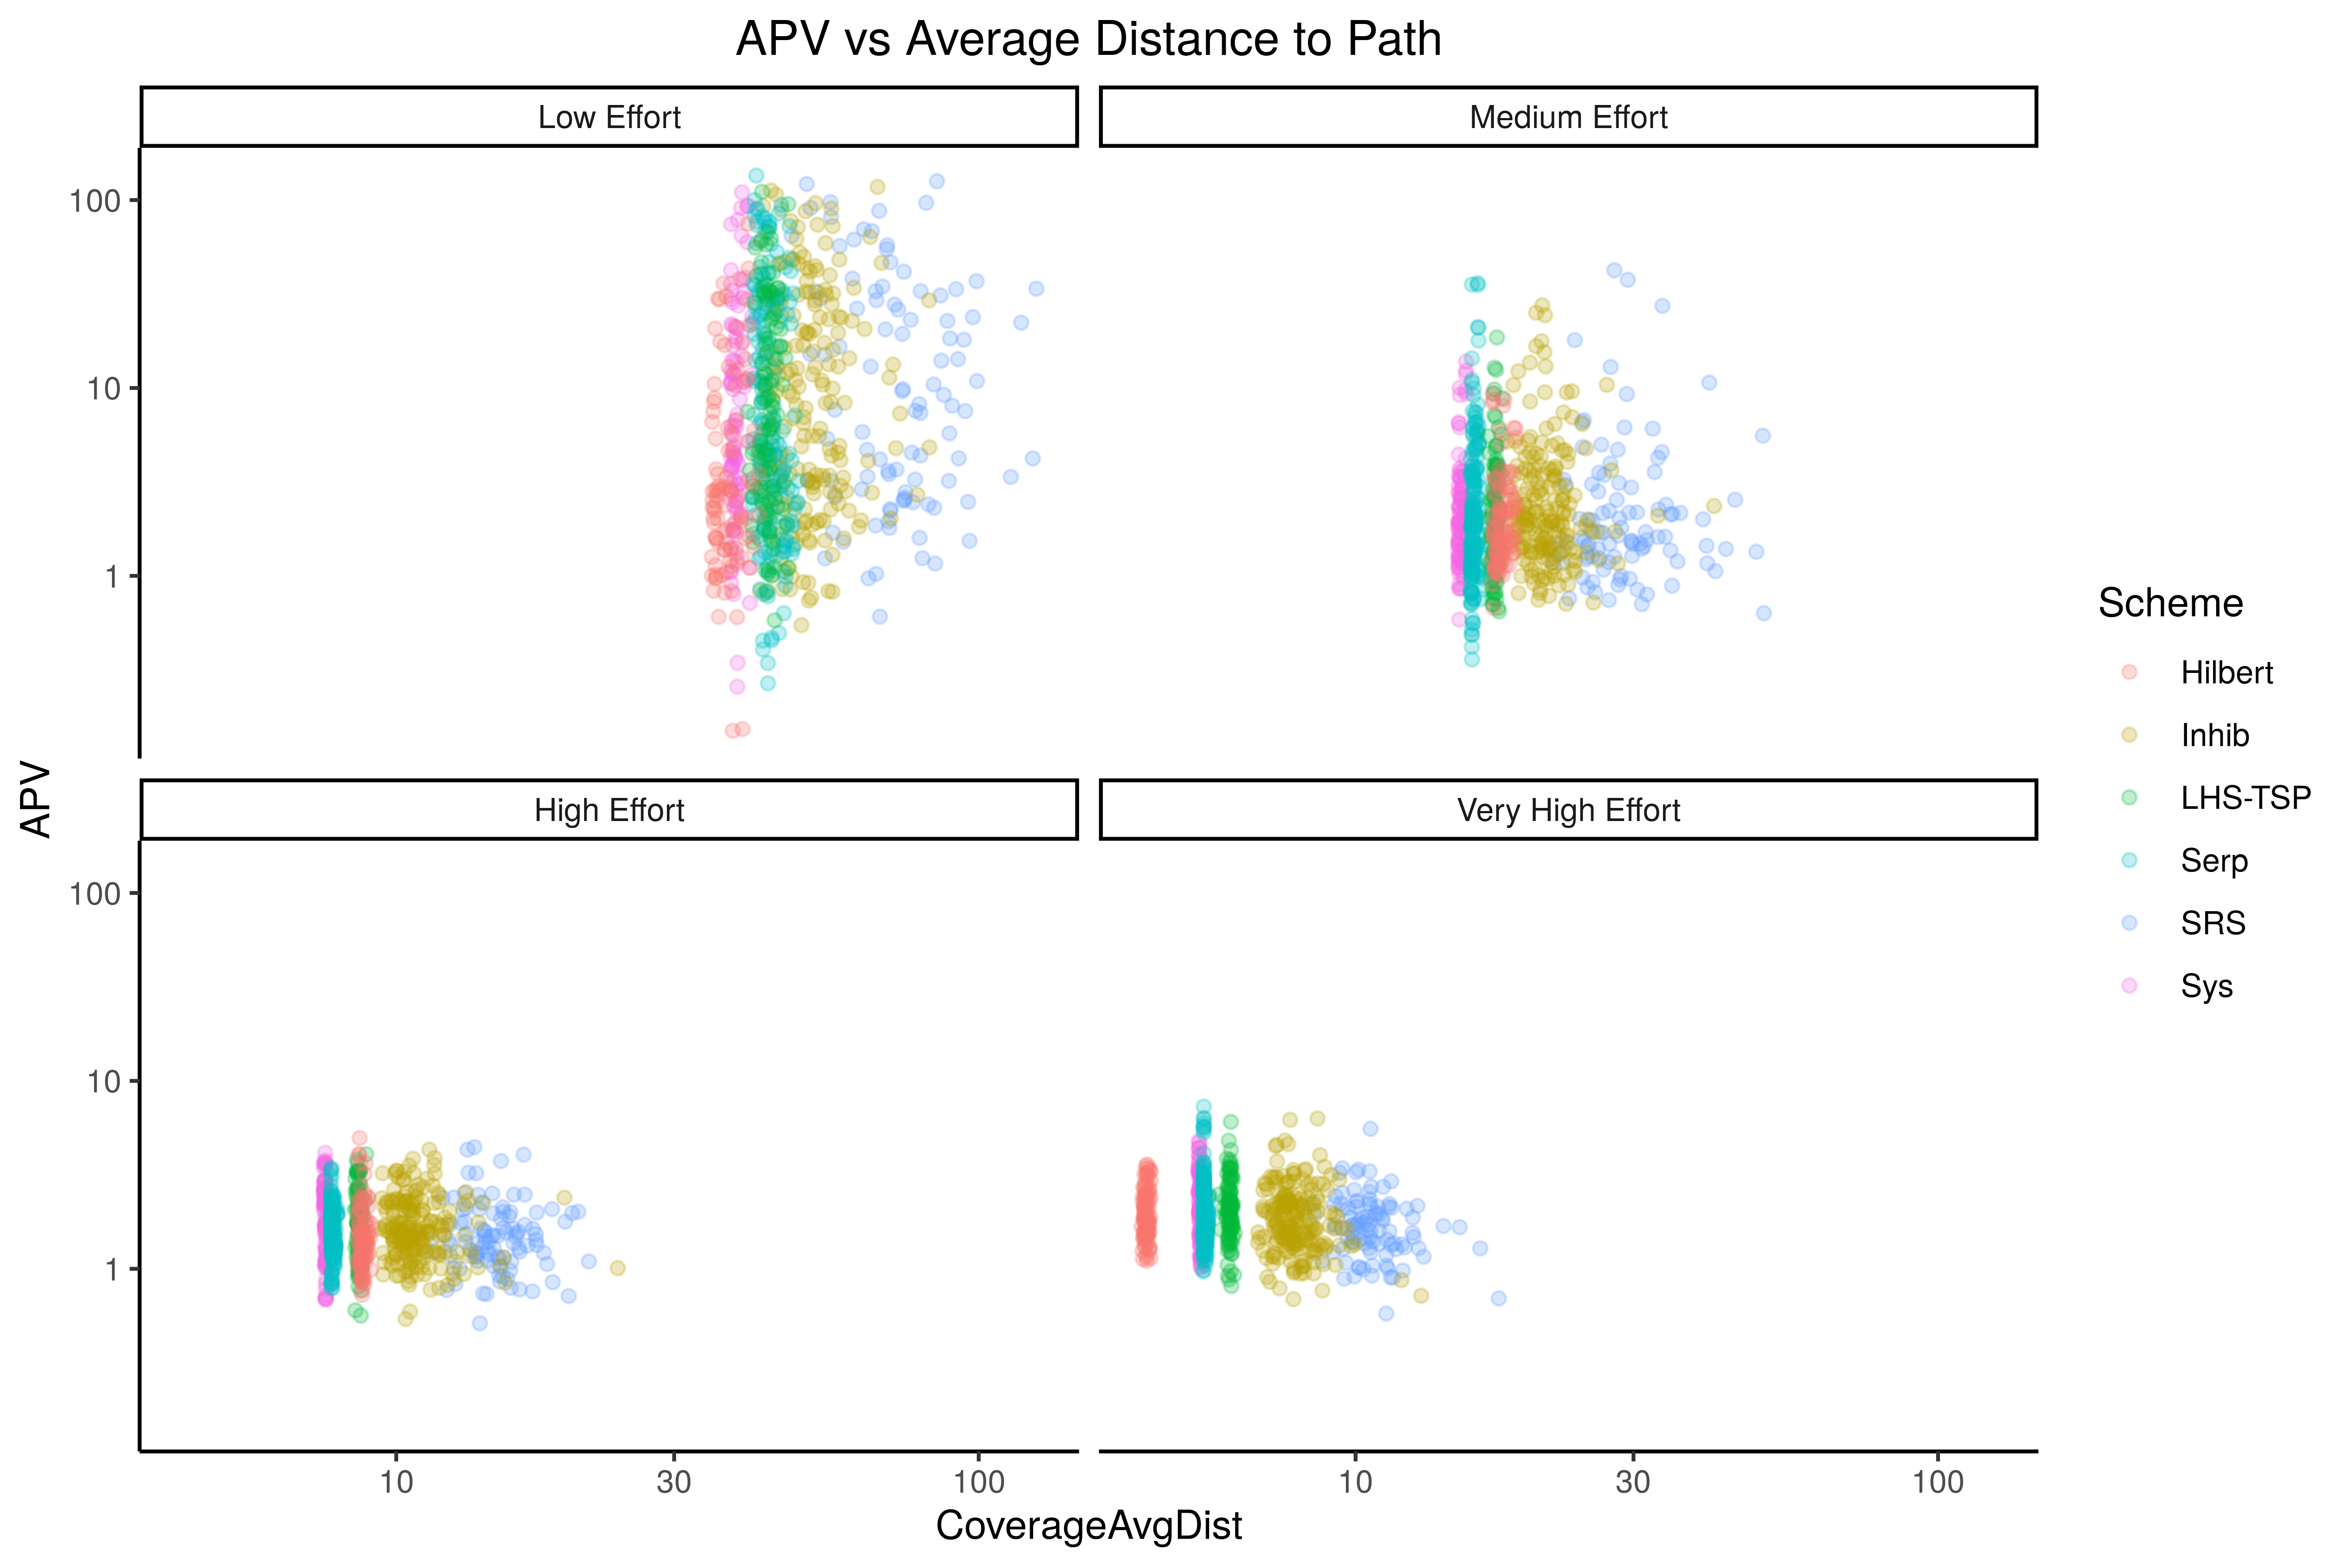 APV vs Average Distance to Path
Low Effort
Medium Effort
100
10
1
APV
High Effort
Very High Effort
100
10
1
10
30
100
10
30
100
CoverageAvgDist
Scheme
Hilbert
Inhib
LHS-TSP
Serp
SRS
Sys